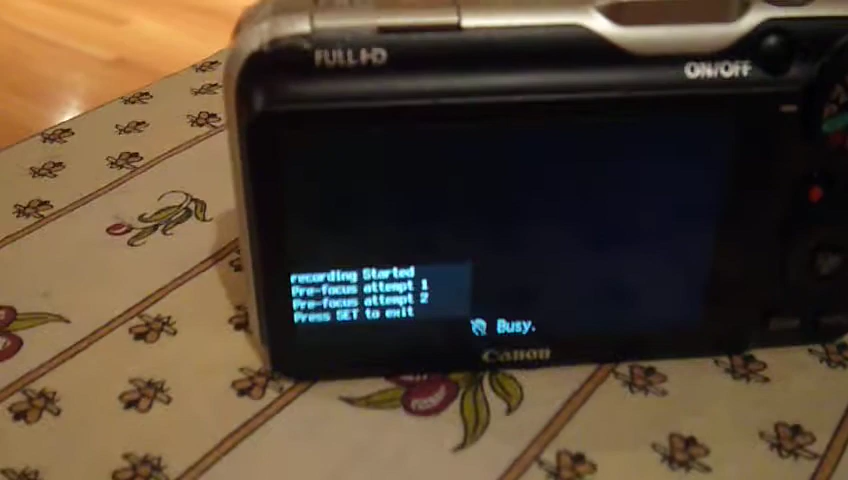 FULL HD
ON/OFF
recording Started
Pre-focus attempt 1
Pre-focus attempt 2
Press SET to exit
Busy.
Canon